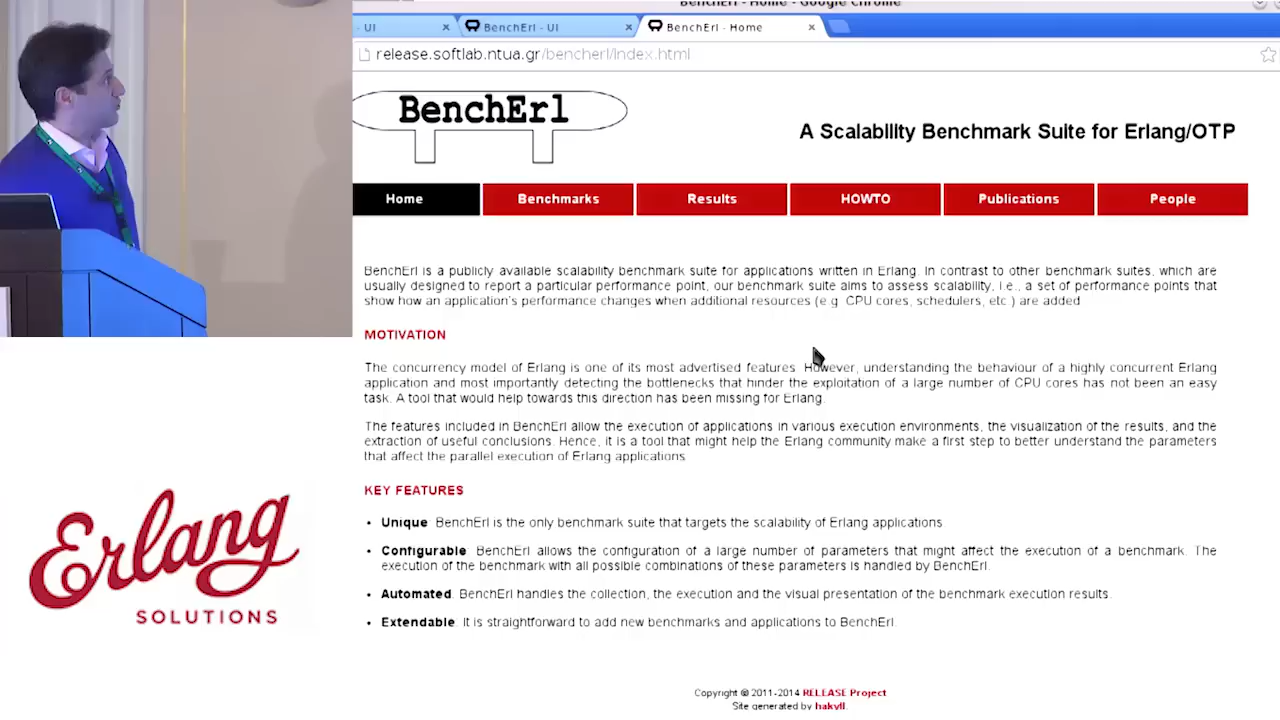 BenchErl - Home - Google Chrome
- UI
BenchErl - UI
BenchErl - Home
release.softlab.ntua.gr/bencherl/index.html
BenchErl
A Scalability Benchmark Suite for Erlang/OTP
Home
Benchmarks
Results
HOWTO
Publications
People
BenchErl is a publicly available scalability benchmark suite for applications written in Erlang. In contrast to other benchmark suites, which are
usually designed to report a particular performance point, our benchmark suite aims to assess scalability, i.e., a set of performance points that
show how an application's performance changes when additional resources (e.g. CPU cores, schedulers, etc.) are added.
MOTIVATION
The concurrency model of Erlang is one of its most advertised features. However, understanding the behaviour of a highly concurrent Erlang
application and most importantly detecting the bottlenecks that hinder the exploitation of a large number of CPU cores has not been an easy
task. A tool that would help towards this direction has been missing for Erlang.
The features included in BenchErl allow the execution of applications in various execution environments, the visualization of the results, and the
extraction of useful conclusions. Hence, it is a tool that might help the Erlang community make a first step to better understand the parameters
that affect the parallel execution of Erlang applications.
KEY FEATURES
• Unique. BenchErl is the only benchmark suite that targets the scalability of Erlang applications.
• Configurable. BenchErl allows the configuration of a large number of parameters that might affect the execution of a benchmark. The
execution of the benchmark with all possible combinations of these parameters is handled by BenchErl.
• Automated. BenchErl handles the collection, the execution and the visual presentation of the benchmark execution results.
• Extendable. It is straightforward to add new benchmarks and applications to BenchErl.
Copyright © 2011-2014 RELEASE Project
Site generated by hakyll.
Erlang
SOLUTIONS